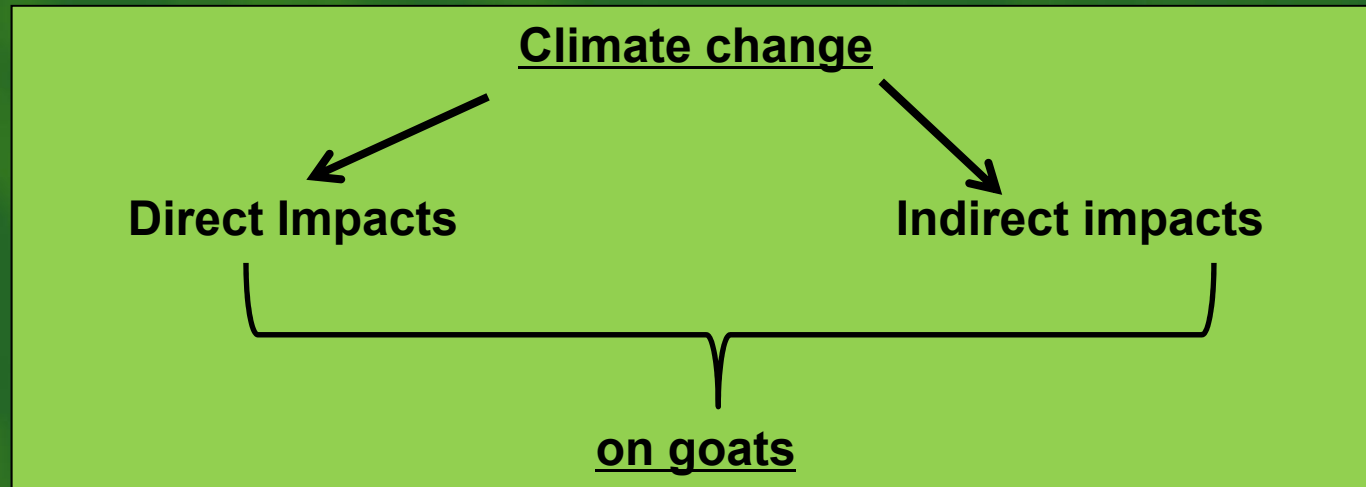 Climate change
Direct Impacts
Indirect impacts
on goats